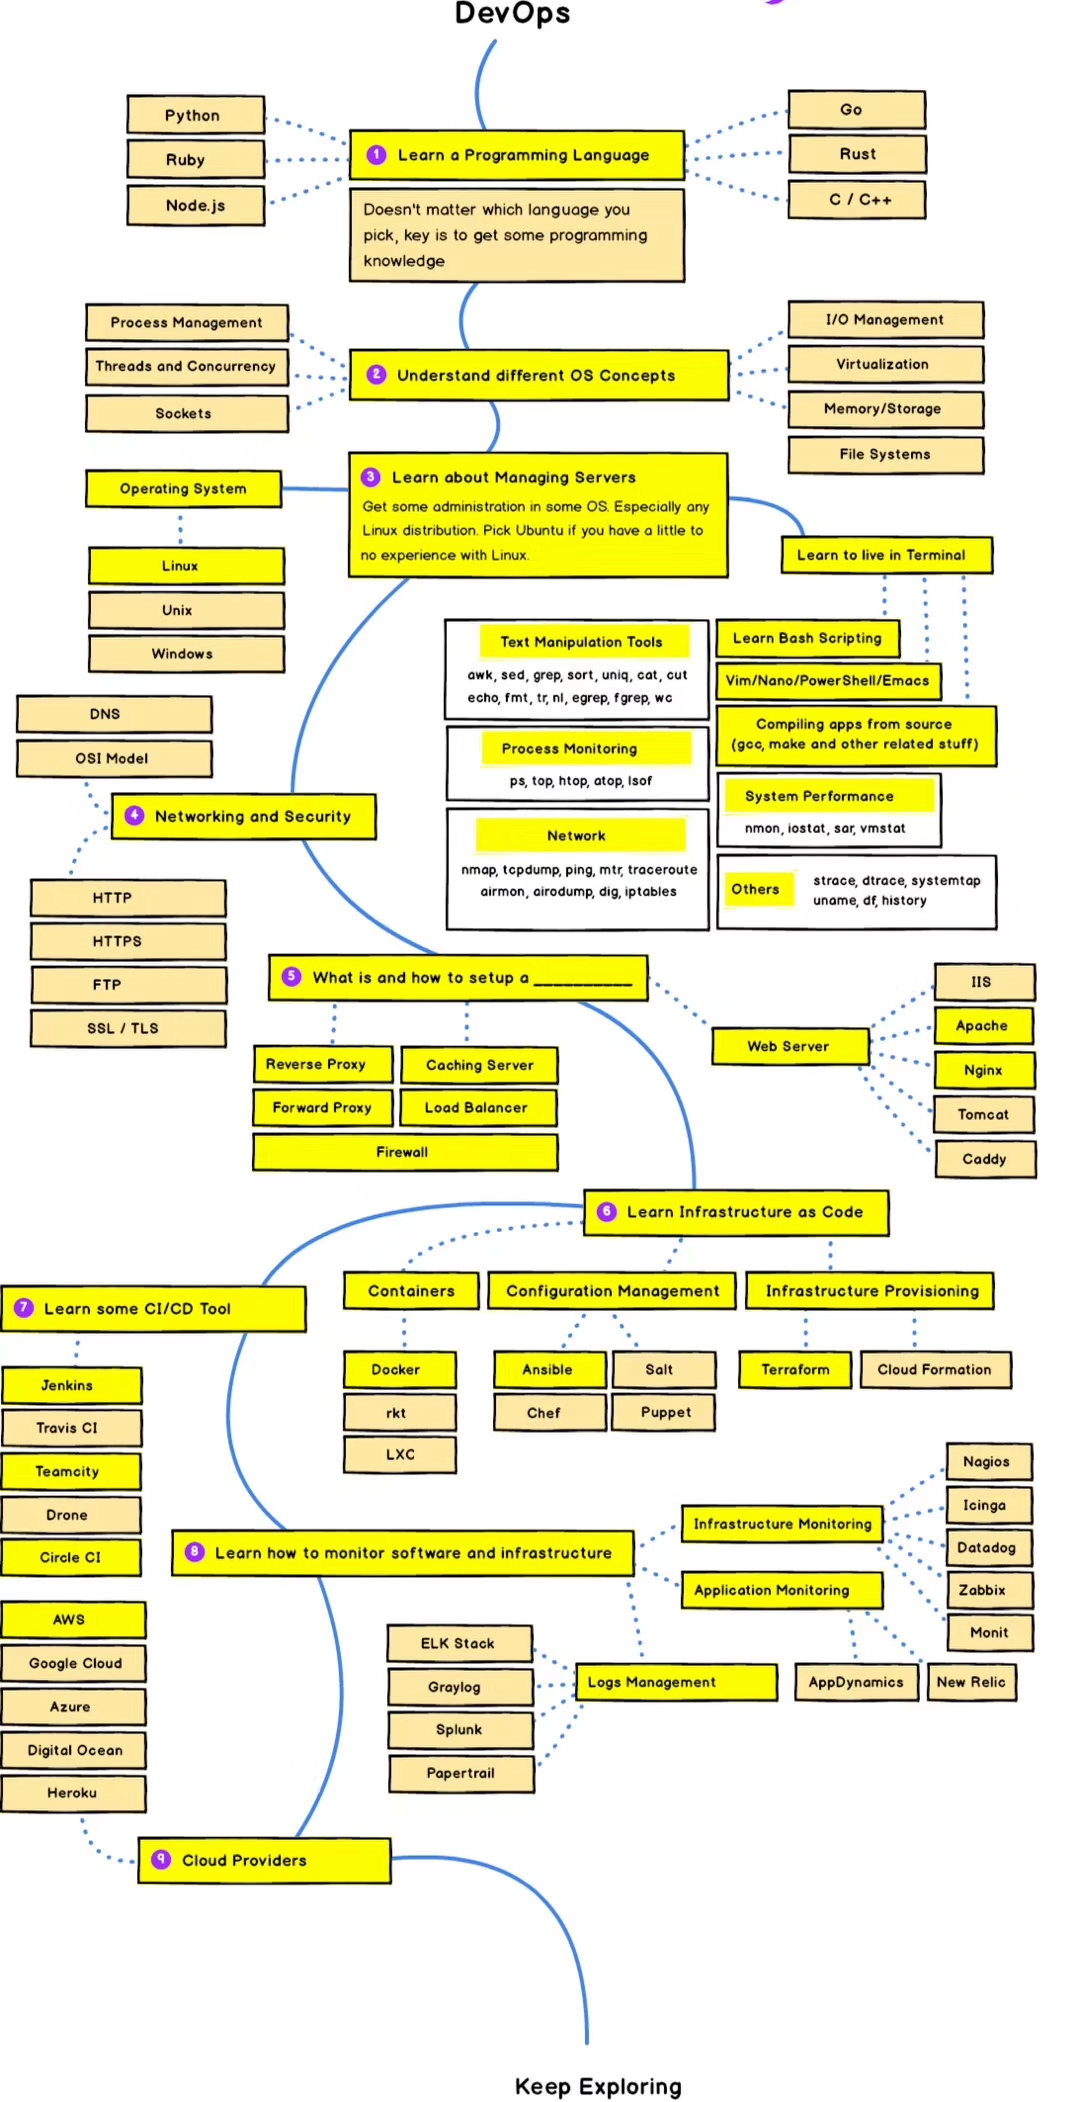 DevOps
Python
Ruby
Node.js
1 Learn a Programming Language
Doesn't matter which language you
pick, key is to get some programming
knowledge
Go
Rust
C / C++
Process Management
Threads and Concurrency
Sockets
2 Understand different OS Concepts
I/O Management
Virtualization
Memory/Storage
File Systems
3 Learn about Managing Servers
Get some administration in some OS. Especially any
Linux distribution. Pick Ubuntu if you have a little to
no experience with Linux.
Operating System
Linux
Unix
Windows
Learn to live in Terminal
Learn Bash Scripting
Vim/Nano/PowerShell/Emacs
Compiling apps from source
(gcc, make and other related stuff)
Text Manipulation Tools
awk, sed, grep, sort, uniq, cat, cut
echo, fmt, tr, nl, egrep, fgrep, wc
Process Monitoring
ps, top, htop, atop, lsof
System Performance
nmon, iostat, sar, vmstat
Network
nmap, tcpdump, ping, mtr, traceroute
airmon, airodump, dig, iptables
Others
strace, dtrace, systemtap
uname, df, history
DNS
OSI Model
4 Networking and Security
HTTP
HTTPS
FTP
SSL / TLS
5 What is and how to setup a __________
Reverse Proxy
Caching Server
Forward Proxy
Load Balancer
Firewall
Web Server
IIS
Apache
Nginx
Tomcat
Caddy
6 Learn Infrastructure as Code
Containers
Docker
rkt
LXC
Configuration Management
Ansible
Salt
Chef
Puppet
Infrastructure Provisioning
Terraform
Cloud Formation
7 Learn some CI/CD Tool
Jenkins
Travis CI
Teamcity
Drone
Circle CI
8 Learn how to monitor software and infrastructure
Infrastructure Monitoring
Nagios
Icinga
Datadog
Zabbix
Monit
Application Monitoring
AppDynamics
New Relic
Logs Management
ELK Stack
Graylog
Splunk
Papertrail
AWS
Google Cloud
Azure
Digital Ocean
Heroku
9 Cloud Providers
Keep Exploring